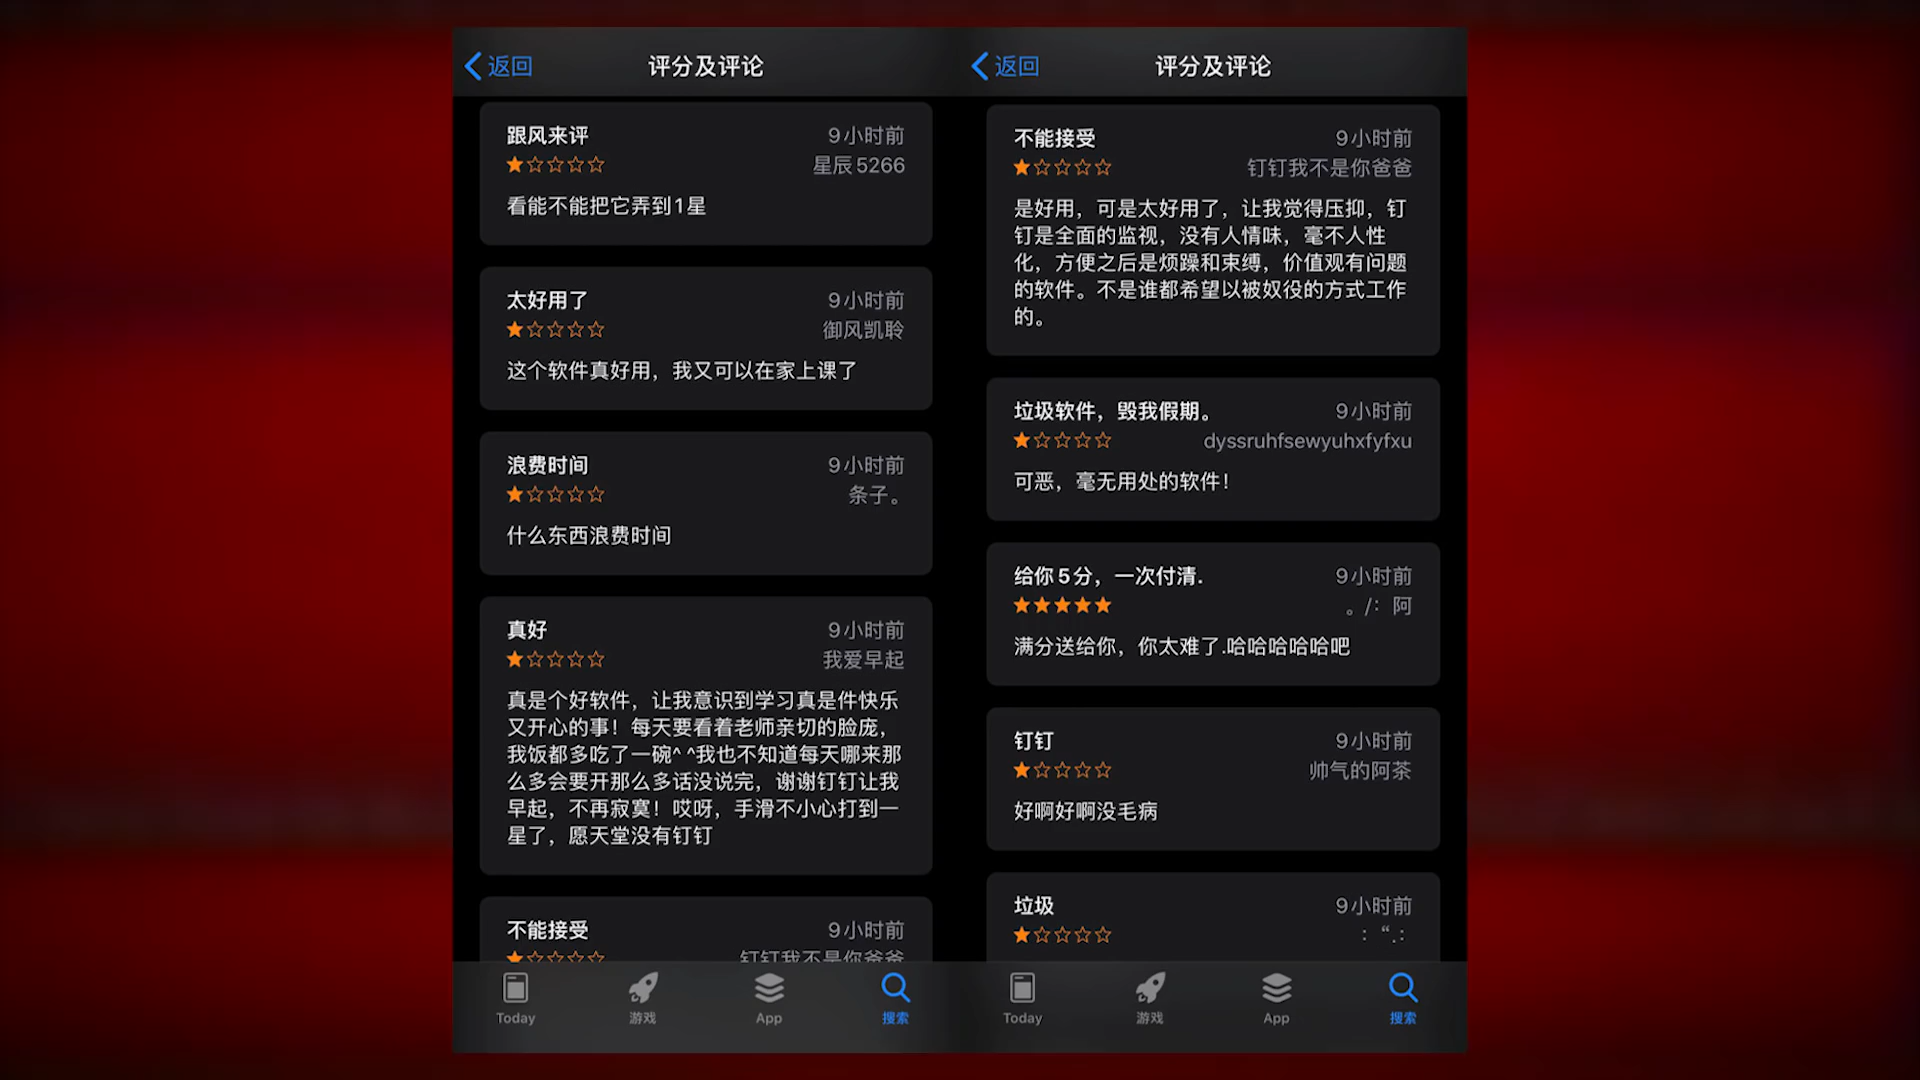 返回
评分及评论
跟风来评
9小时前
星辰5266
看能不能把它弄到1星
太好用了
9小时前
御风凯聆
这个软件真好用，我又可以在家上课了
浪费时间
9小时前
条子。
什么东西浪费时间
真好
9小时前
我爱早起
真是个好软件，让我意识到学习真是件快乐
又开心的事！每天要看着老师亲切的脸庞，
我饭都多吃了一碗^ ^我也不知道每天哪来那
么多会要开那么多话没说完，谢谢钉钉让我
早起，不再寂寞！哎呀，手滑不小心打到一
星了，愿天堂没有钉钉
不能接受
9小时前
钉钉我不是你爸爸
Today
游戏
App
搜索
返回
评分及评论
不能接受
9小时前
钉钉我不是你爸爸
是好用，可是太好用了，让我觉得压抑，钉
钉是全面的监视，没有人情味，毫不人性
化，方便之后是烦躁和束缚，价值观有问题
的软件。不是谁都希望以被奴役的方式工作
的。
垃圾软件，毁我假期。
9小时前
dyssruhfsewyuhxfyfxu
可恶，毫无用处的软件！
给你5分，一次付清.
9小时前
。/：阿
满分送给你，你太难了.哈哈哈哈哈吧
钉钉
9小时前
帅气的阿茶
好啊好啊没毛病
垃圾
9小时前
：“.：
Today
游戏
App
搜索